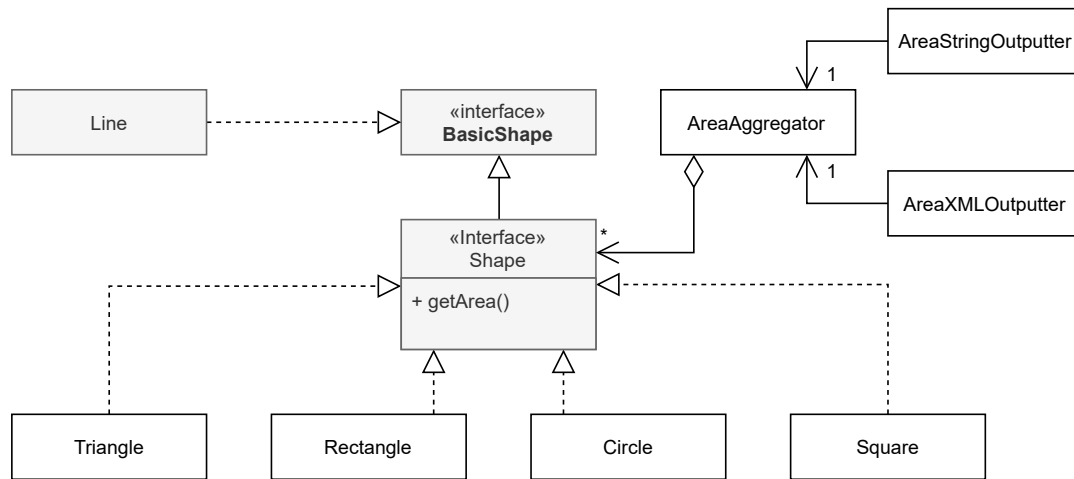 AreaStringOutputter
1
Line
«interface»
BasicShape
AreaAggregator
1
AreaXMLOutputter
«Interface»
Shape
*
+ getArea()
Triangle
Rectangle
Circle
Square